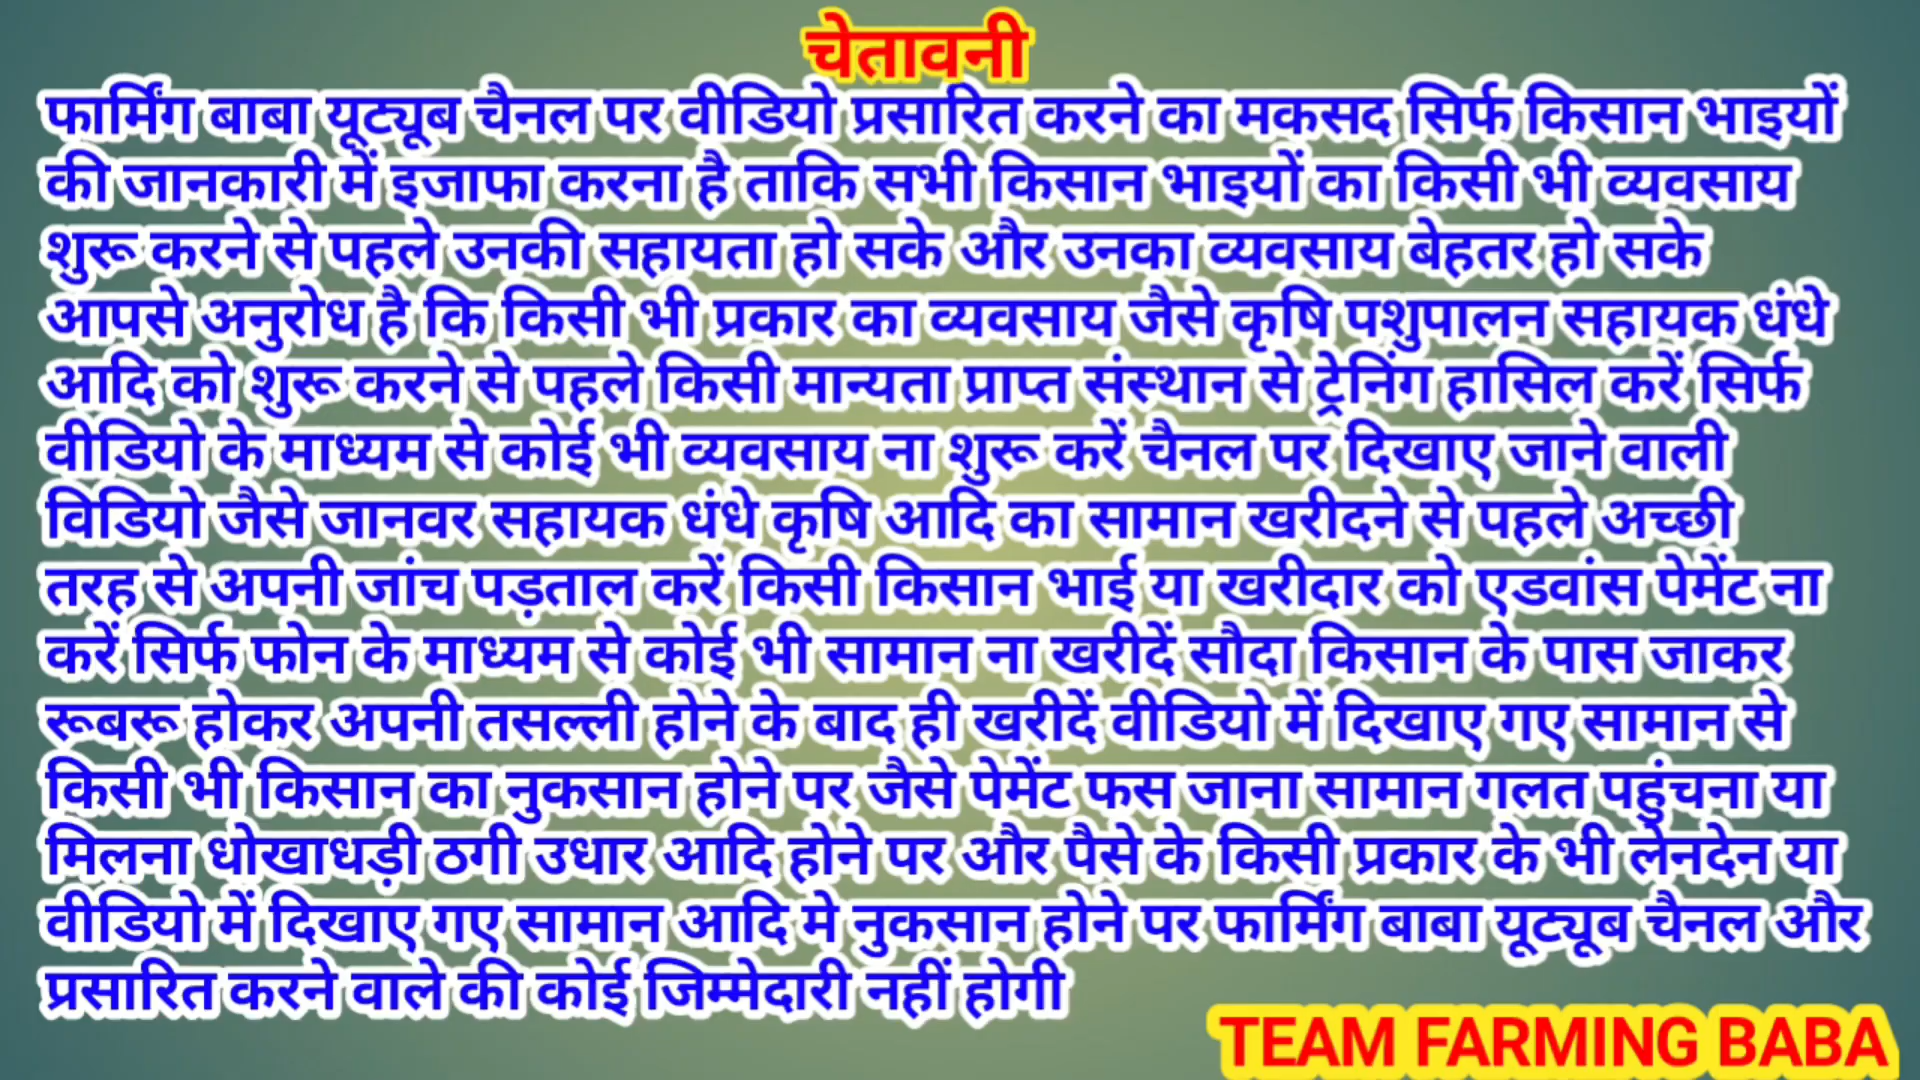 चेतावनी
फार्मिंग बाबा यूट्यूब चैनल पर वीडियो प्रसारित करने का मकसद सिर्फ किसान भाइयों
की जानकारी में इजाफा करना है ताकि सभी किसान भाइयों का किसी भी व्यवसाय
शुरू करने से पहले उनकी सहायता हो सके और उनका व्यवसाय बेहतर हो सके
आपसे अनुरोध है कि किसी भी प्रकार का व्यवसाय जैसे कृषि पशुपालन सहायक धंधे
आदि को शुरू करने से पहले किसी मान्यता प्राप्त संस्थान से ट्रेनिंग हासिल करें सिर्फ
वीडियो के माध्यम से कोई भी व्यवसाय ना शुरू करें चैनल पर दिखाए जाने वाली
विडियो जैसे जानवर सहायक धंधे कृषि आदि का सामान खरीदने से पहले अच्छी
तरह से अपनी जांच पड़ताल करें किसी किसान भाई या खरीदार को एडवांस पेमेंट ना
करें सिर्फ फोन के माध्यम से कोई भी सामान ना खरीदें सौदा किसान के पास जाकर
रूबरू होकर अपनी तसल्ली होने के बाद ही खरीदें वीडियो में दिखाए गए सामान से
किसी भी किसान का नुकसान होने पर जैसे पेमेंट फस जाना सामान गलत पहुंचना या
मिलना धोखाधड़ी ठगी उधार आदि होने पर और पैसे के किसी प्रकार के भी लेनदेन या
वीडियो में दिखाए गए सामान आदि मे नुकसान होने पर फार्मिंग बाबा यूट्यूब चैनल और
प्रसारित करने वाले की कोई जिम्मेदारी नहीं होगी
TEAM FARMING BABA